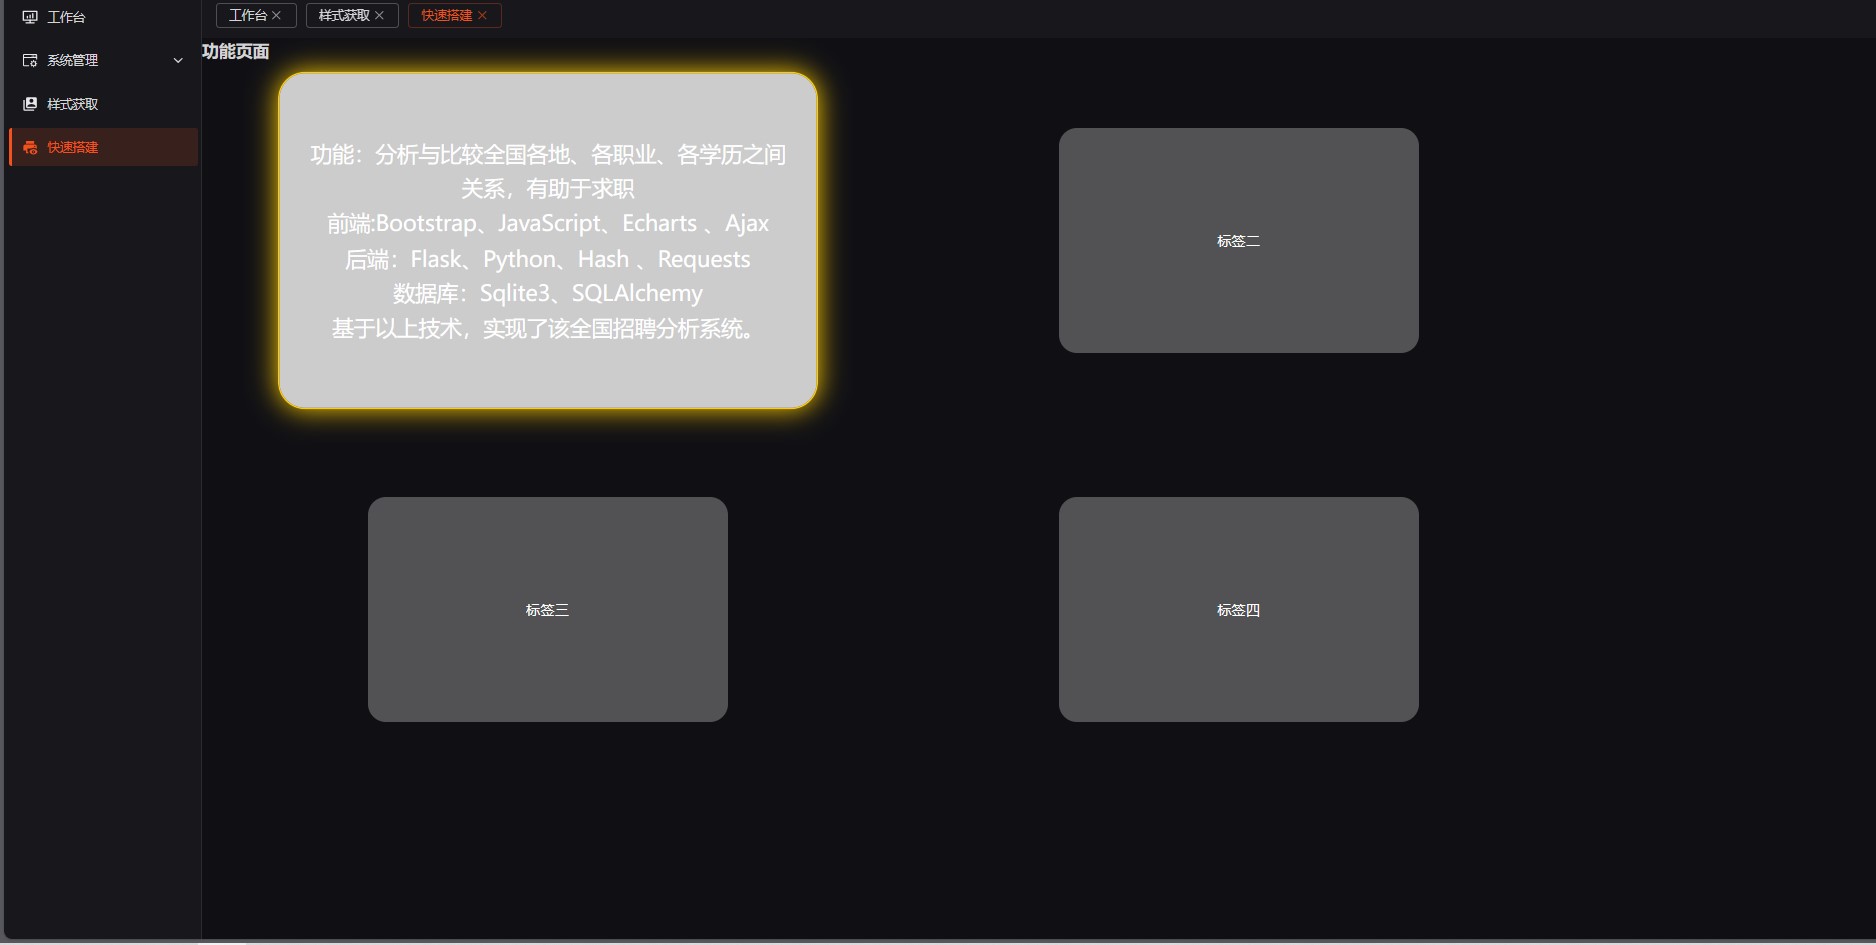 工作台
系统管理
样式获取
快速搭建
工作台 样式获取 快速搭建
功能页面
功能：分析与比较全国各地、各职业、各学历之间
关系，有助于求职
前端:Bootstrap、JavaScript、Echarts 、Ajax
后端：Flask、Python、Hash 、Requests
数据库：Sqlite3、SQLAlchemy
基于以上技术，实现了该全国招聘分析系统。
标签二
标签三
标签四